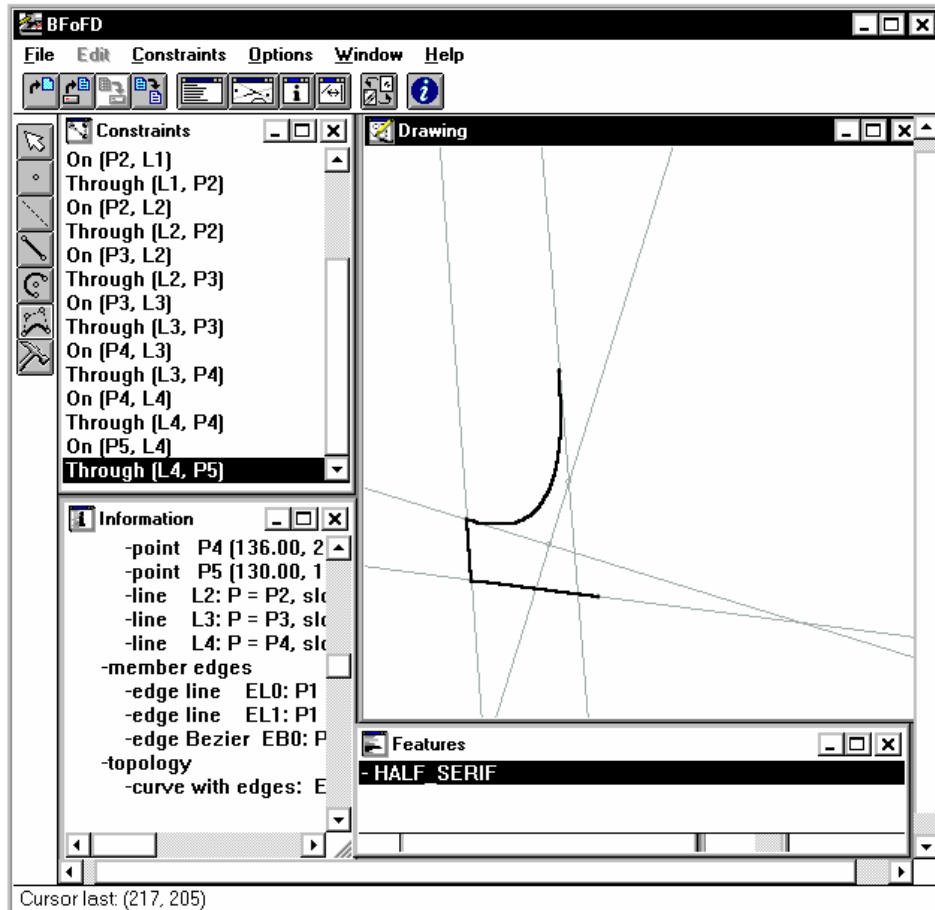 BFoFD
File Edit Constraints Options Window Help
Constraints
On (P2, L1)
Through (L1, P2)
On (P2, L2)
Through (L2, P2)
On (P3, L2)
Through (L2, P3)
On (P3, L3)
Through (L3, P3)
On (P4, L3)
Through (L3, P4)
On (P4, L4)
Through (L4, P4)
On (P5, L4)
Through (L4, P5)
Information
-point P4 (136.00, 2
-point P5 (130.00, 1
-line L2: P = P2, slo
-line L3: P = P3, slo
-line L4: P = P4, slo
-member edges
-edge line EL0: P1
-edge line EL1: P1
-edge Bezier EB0: P
-topology
-curve with edges: E
Drawing
Features
- HALF_SERIF
Cursor last: (217, 205)